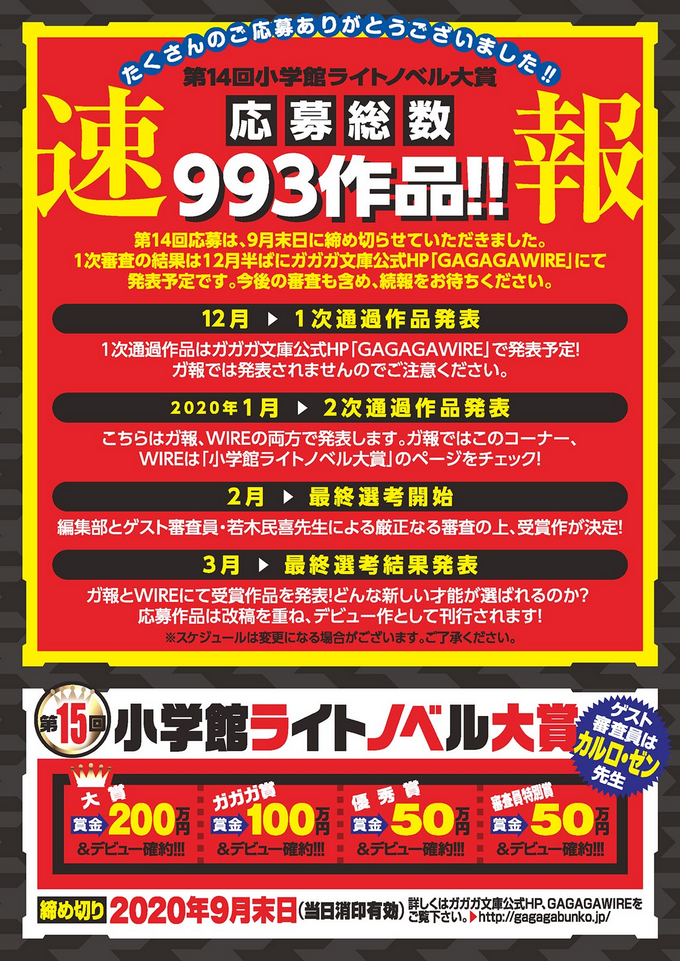 たくさんのご応募ありがとうございました!!
第14回小学館ライトノベル大賞
速報
応募総数
993作品!!
第14回応募は、9月末日に締め切らせていただきました。
1次審査の結果は12月半ばにガガガ文庫公式HP「GAGAGAWIRE」にて
発表予定です。今後の審査も含め、続報をお待ちください。
12月 ▶ 1次通過作品発表
1次通過作品はガガガ文庫公式HP「GAGAGAWIRE」で発表予定!
ガ報では発表されませんのでご注意ください。
2020年1月 ▶ 2次通過作品発表
こちらはガ報、WIREの両方で発表します。ガ報ではこのコーナー、
WIREは「小学館ライトノベル大賞」のページをチェック!
2月 ▶ 最終選考開始
編集部とゲスト審査員・若木民喜先生による厳正なる審査の上、受賞作が決定!
3月 ▶ 最終選考結果発表
ガ報とWIREにて受賞作品を発表!どんな新しい才能が選ばれるのか?
応募作品は改稿を重ね、デビュー作として刊行されます!
※スケジュールは変更になる場合がございます。ご了承ください。
第15回 小学館ライトノベル大賞
ゲスト
審査員は
カルロ・ゼン
先生
大賞
賞金 200万円
&デビュー確約!!!
ガガガ賞
賞金 100万円
&デビュー確約!!!
優秀賞
賞金 50万円
&デビュー確約!!!
審査員特別賞
賞金 50万円
&デビュー確約!!!
締め切り 2020年9月末日(当日消印有効)
詳しくはガガガ文庫公式HP、GAGAGAWIREを
ご覧下さい。▶http://gagagabunko.jp/